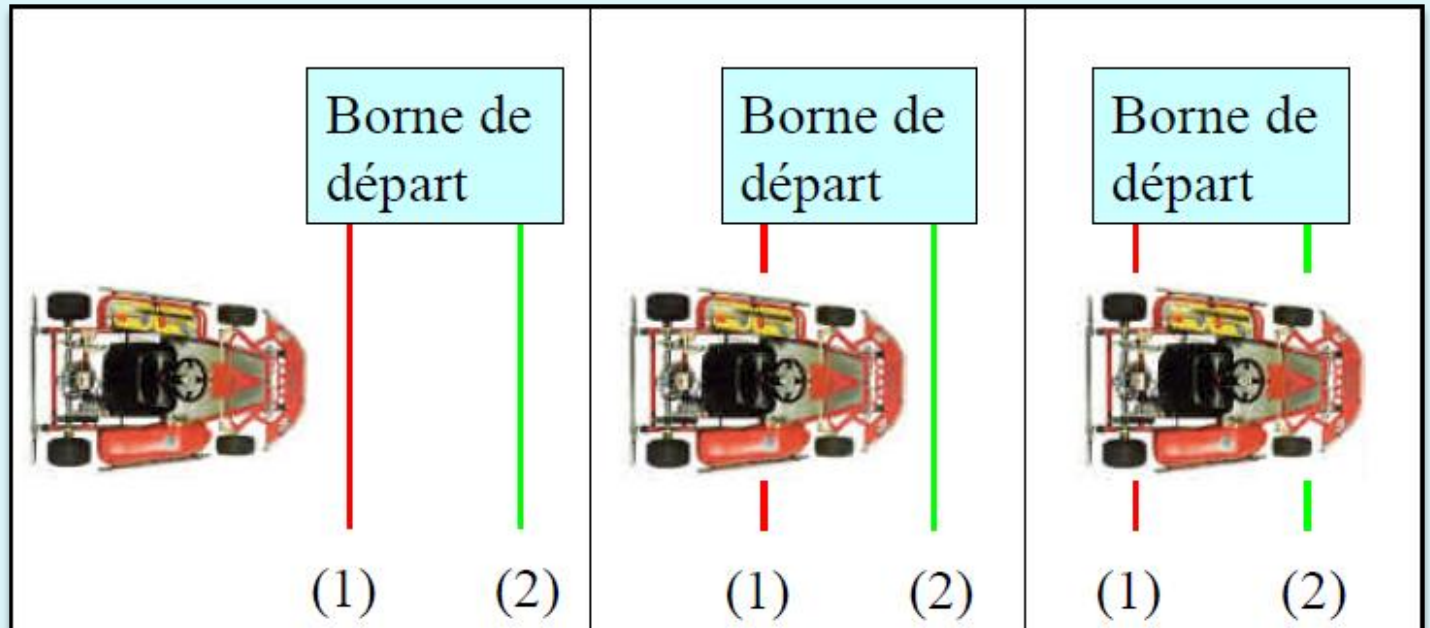 Borne de
départ
(1) (2)
Borne de
départ
(1) (2)
Borne de
départ
(1) (2)